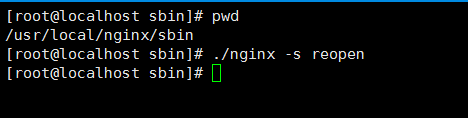 [root@localhost sbin]# pwd
/usr/local/nginx/sbin
[root@localhost sbin]# ./nginx -s reopen
[root@localhost sbin]#